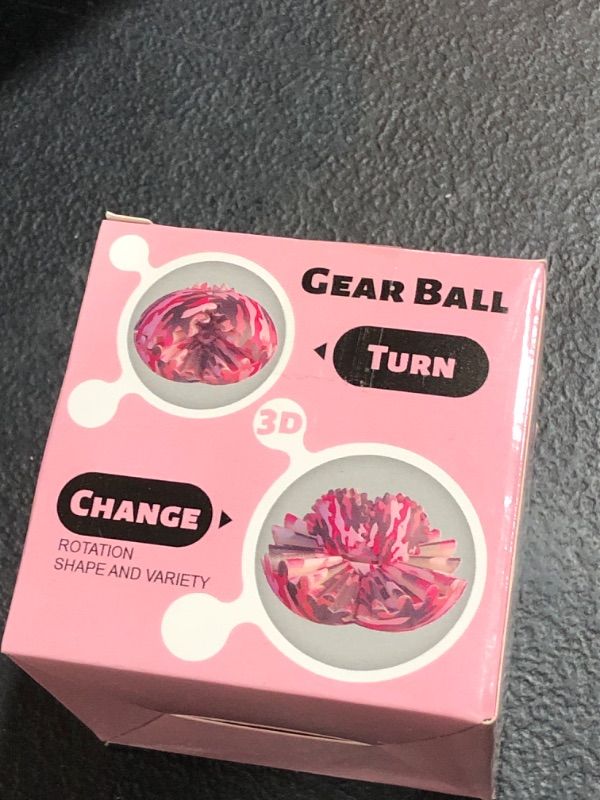 GEAR BALL
TURN
3D
CHANGE
ROTATION
SHAPE AND VARIETY